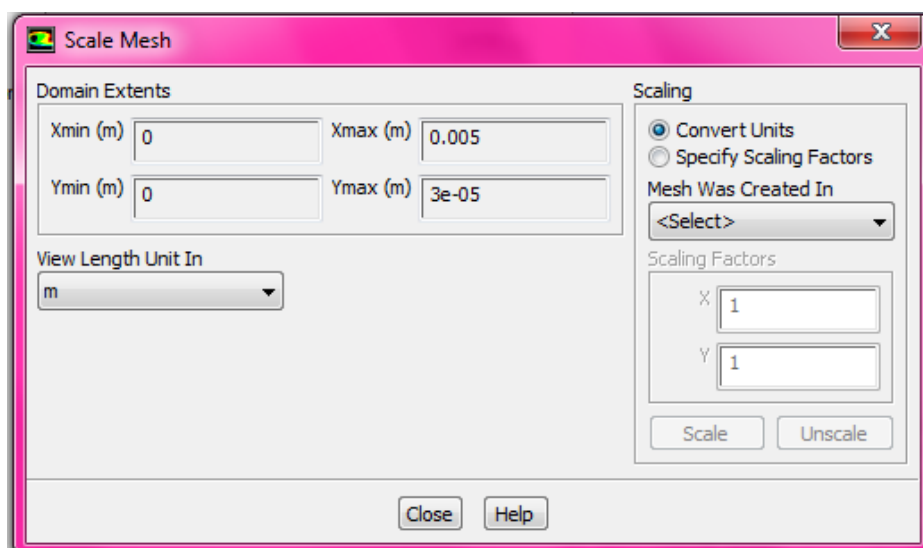 Scale Mesh
Domain Extents
Xmin (m) 0 Xmax (m) 0.005
Ymin (m) 0 Ymax (m) 3e-05
View Length Unit In
m
Scaling
Convert Units
Specify Scaling Factors
Mesh Was Created In
<Select>
Scaling Factors
X 1
Y 1
Scale Unscale
Close Help